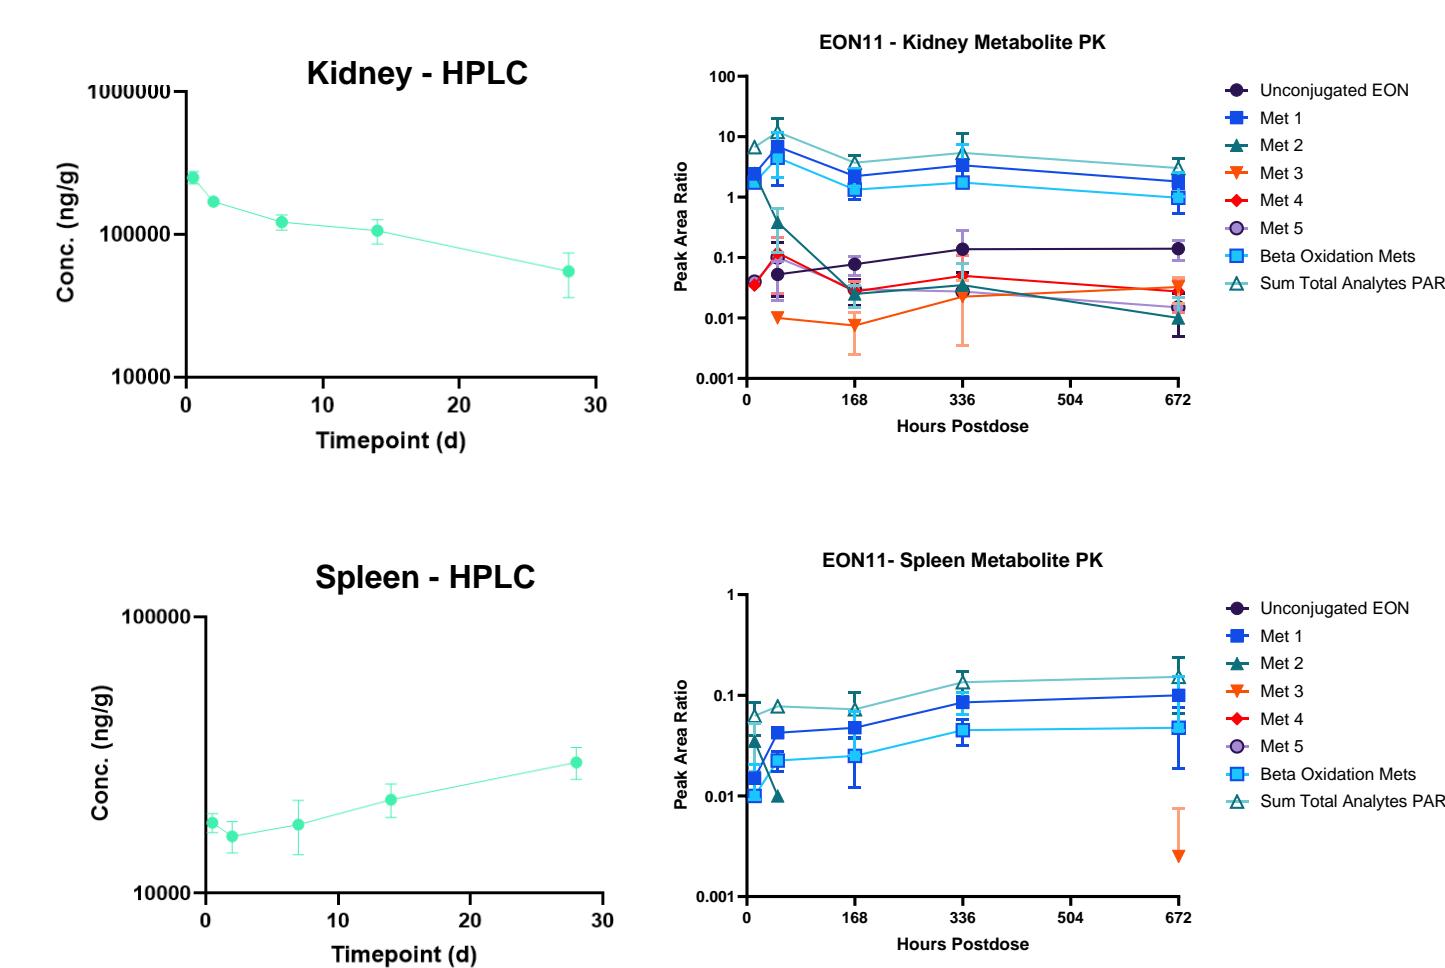 Kidney - HPLC
1000000
100000
10000
0
10
20
30
Conc. (ng/g)
Timepoint (d)
EON11 - Kidney Metabolite PK
100
10
1
0.1
0.01
0.001
0
168
336
504
672
Peak Area Ratio
Hours Postdose
Unconjugated EON
Met 1
Met 2
Met 3
Met 4
Met 5
Beta Oxidation Mets
Sum Total Analytes PAR
Spleen - HPLC
100000
10000
0
10
20
30
Conc. (ng/g)
Timepoint (d)
EON11- Spleen Metabolite PK
1
0.1
0.01
0.001
0
168
336
504
672
Peak Area Ratio
Hours Postdose
Unconjugated EON
Met 1
Met 2
Met 3
Met 4
Met 5
Beta Oxidation Mets
Sum Total Analytes PAR